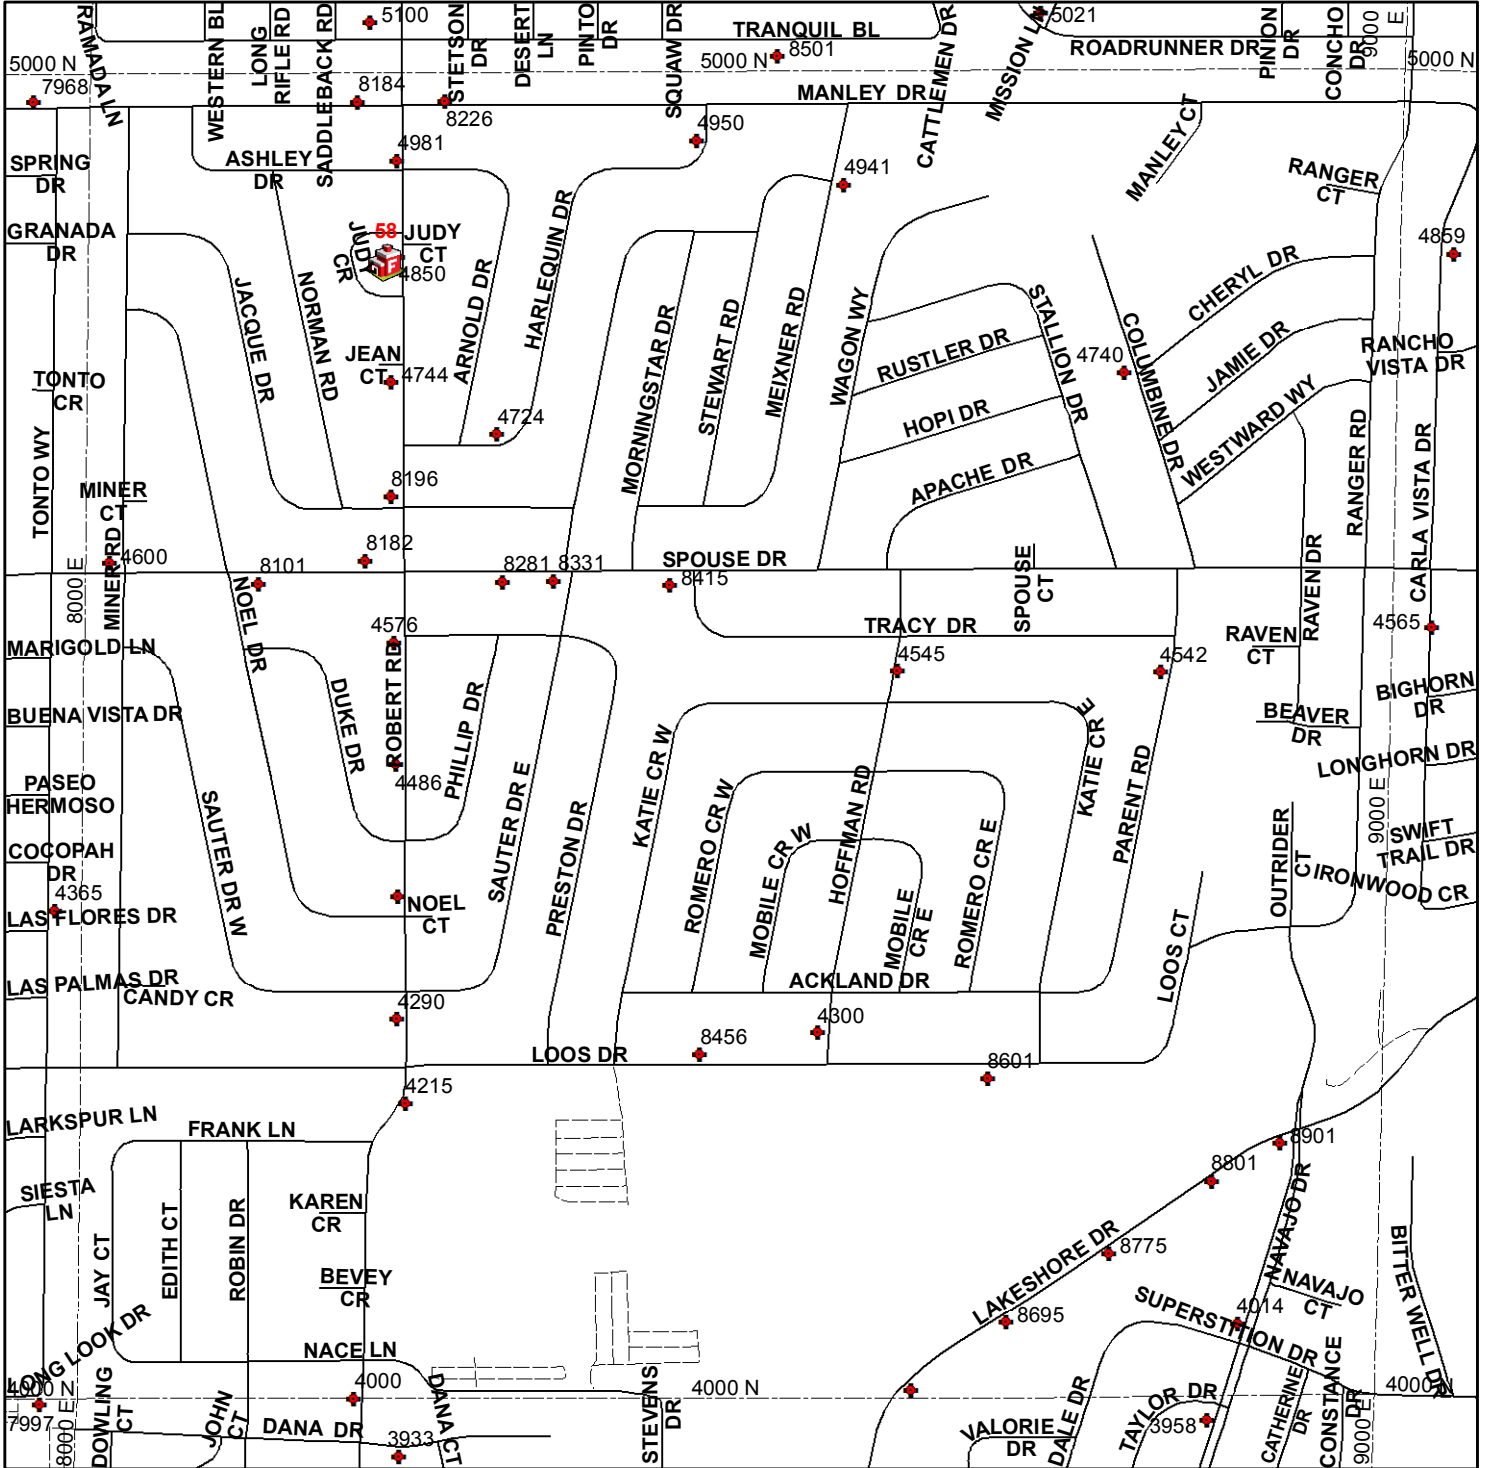 RAMADA LN
WESTERN BL
LONG
RIFLE RD
SADDLEBACK RD
5100
STETSON
DR
DESERT
LN
PINTO
DR
SQUAW DR
TRANQUIL BL
8501
CATTLEMEN DR
MISSION LN
5021
ROADRUNNER DR
PINION
DR
CONCHO
DR
9000 E
5000 N
5000 N
5000 N
7968
8184
8226
MANLEY DR
MANLEY CT
4981
4950
4941
SPRING
DR
ASHLEY
DR
RANGER
CT
GRANADA
DR
58
JUDY
CR
JUDY
CT
4850
HARLEQUIN DR
ARNOLD DR
4859
CHERYL DR
JACQUE DR
NORMAN RD
MORNINGSTAR DR
STEWART RD
MEIXNER RD
WAGON WY
STALLION DR
COLUMBINE DR
RUSTLER DR
4740
JAMIE DR
RANCHO
VISTA DR
JEAN
CT
4744
TONTO
CR
HOPI DR
WESTWARD WY
4724
TONTO WY
APACHE DR
RANGER RD
CARLA VISTA DR
MINER
CT
8196
MINER RD
4600
8000 E
8101
8182
8281
8331
SPOUSE DR
8415
SPOUSE
CT
RAVEN DR
NOEL DR
4576
TRACY DR
4565
RAVEN
CT
MARIGOLD LN
ROBERT RD
4545
4542
BUENA VISTA DR
DUKE DR
PHILLIP DR
KATIE CR W
KATIE CR E
BIGHORN
DR
BEAVER
DR
LONGHORN DR
PASEO
HERMOSO
4486
SAUTER DR E
PRESTON DR
ROMERO CR W
HOFFMAN RD
PARENT RD
9000 E
SWIFT
TRAIL DR
SAUTER DR W
MOBILE CR W
MOBILE
CR E
ROMERO CR E
OUTRIDER
CT
IRONWOOD CR
COCOPAH
DR
4365
NOEL
CT
LAS FLORES DR
LOOS CT
LAS PALMAS DR
CANDY CR
ACKLAND DR
4290
4300
8456
LOOS DR
8601
4215
LARKSPUR LN
FRANK LN
8901
8801
SIESTA
LN
KAREN
CR
JAY CT
EDITH CT
ROBIN DR
NAVAJO DR
8775
LAKESHORE DR
BITTER WELL DR
BEVEY
CR
NAVAJO
CT
SUPERSTITION DR
4014
8695
LONG LOOK DR
NACE LN
4000 N
7997
8000 E
DOWLING
CT
JOHN
CT
4000
DANA DR
DANA CT
3933
STEVENS
DR
4000 N
VALORIE
DR
DALE DR
TAYLOR DR
3958
CATHERINE
DR
CONSTANCE
DR
9000 E
4000 N